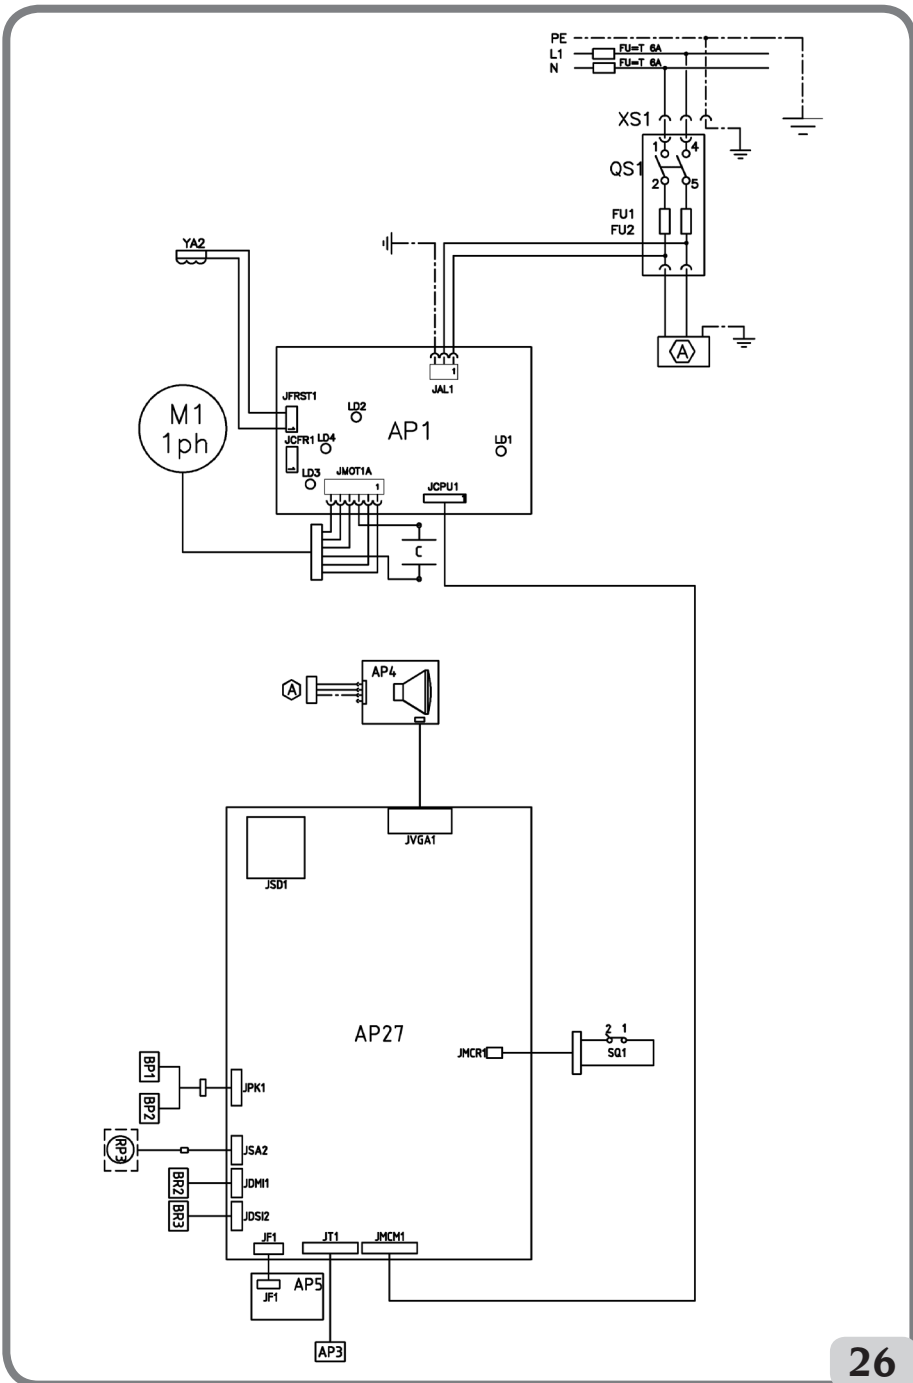 PE
L1 FU=T 6A
N FU=T 6A
XS1
1 4
QS1
2 5
FU1
FU2
YA2
A
1
JAL1
JFRST1
M1
1ph
LD2
AP1
JCFR1 LD4
LD1
LD3
JMOT1A
1
JCPU1
C
AP4
A
JVGA1
JSD1
AP27
2 1
JMCR1
SQ1
BP1
JPK1
BP2
RP3
JSA2
BR2
JDMI1
BR3
JDSI2
JF1 JT1 JMCM1
AP5
JF1
AP3
26